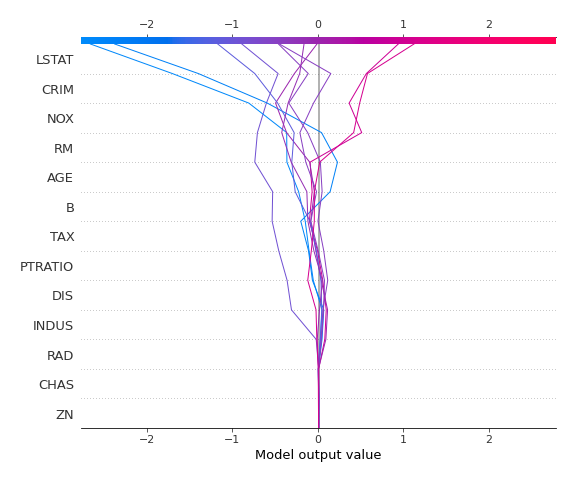 −2 −1 0 1 2
LSTAT
CRIM
NOX
RM
AGE
B
TAX
PTRATIO
DIS
INDUS
RAD
CHAS
ZN
−2 −1 0 1 2
Model output value